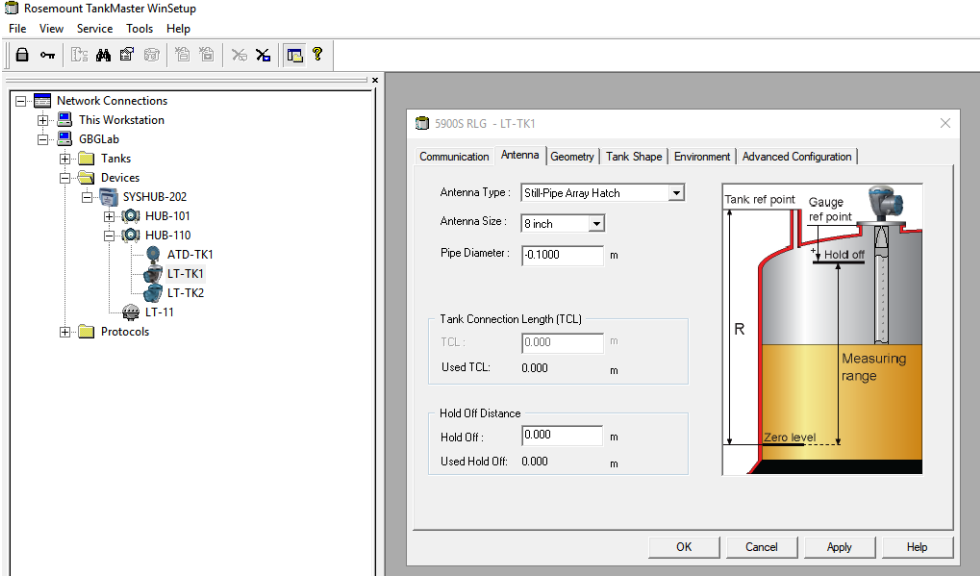 Rosemount TankMaster WinSetup
File View Service Tools Help
Network Connections
This Workstation
GBGLab
Tanks
Devices
SYSHUB-202
HUB-101
HUB-110
ATD-TK1
LT-TK1
LT-TK2
LT-11
Protocols
5900S RLG - LT-TK1
Communication Antenna Geometry Tank Shape Environment Advanced Configuration
Antenna Type : Still-Pipe Array Hatch
Antenna Size : 8 inch
Pipe Diameter : -0.1000 m
Tank Connection Length (TCL)
TCL : 0.000 m
Used TCL: 0.000 m
Hold Off Distance
Hold Off : 0.000 m
Used Hold Off: 0.000 m
Tank ref point
Gauge
ref point
+
Hold off
R
Measuring
range
Zero level
OK Cancel Apply Help